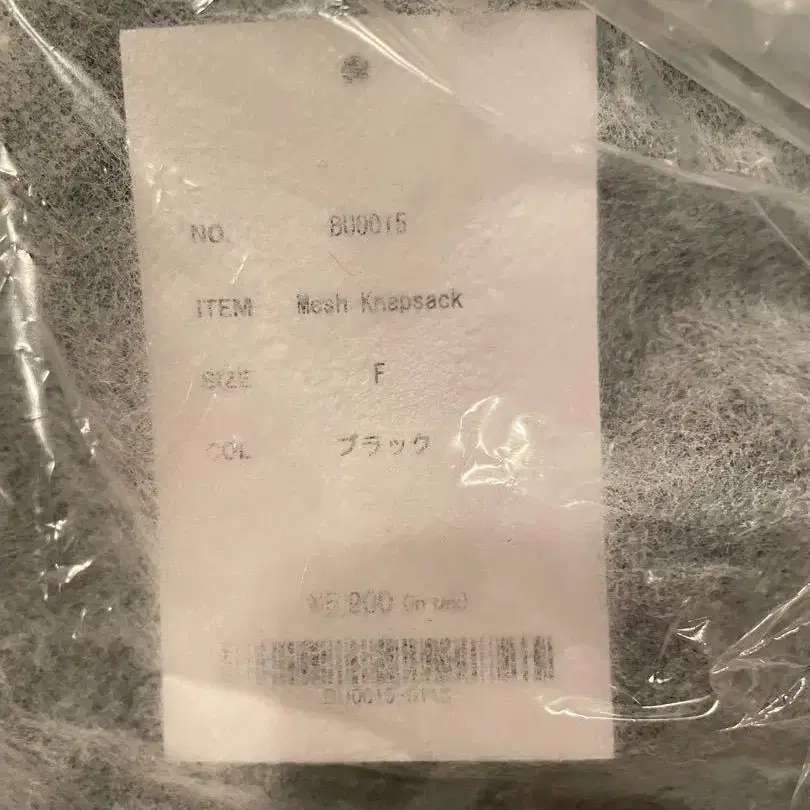 NO. BU0015
ITEM Mesh Knapsack
SIZE F
COL ブラック
(in tax)